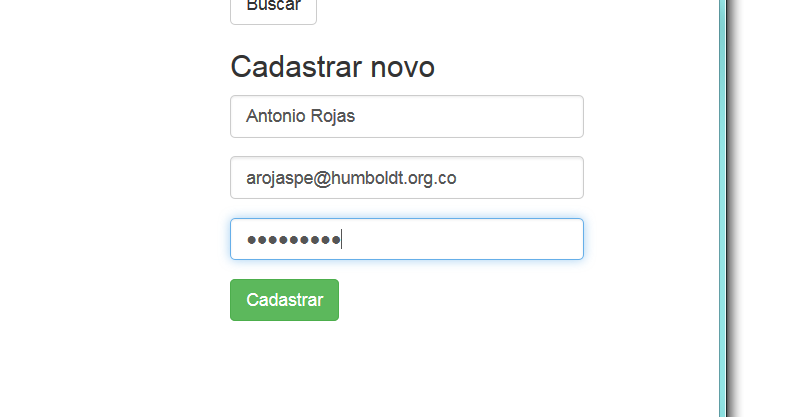 Buscar
Cadastrar novo
Antonio Rojas
arojaspe@humboldt.org.co
●●●●●●●●●
Cadastrar